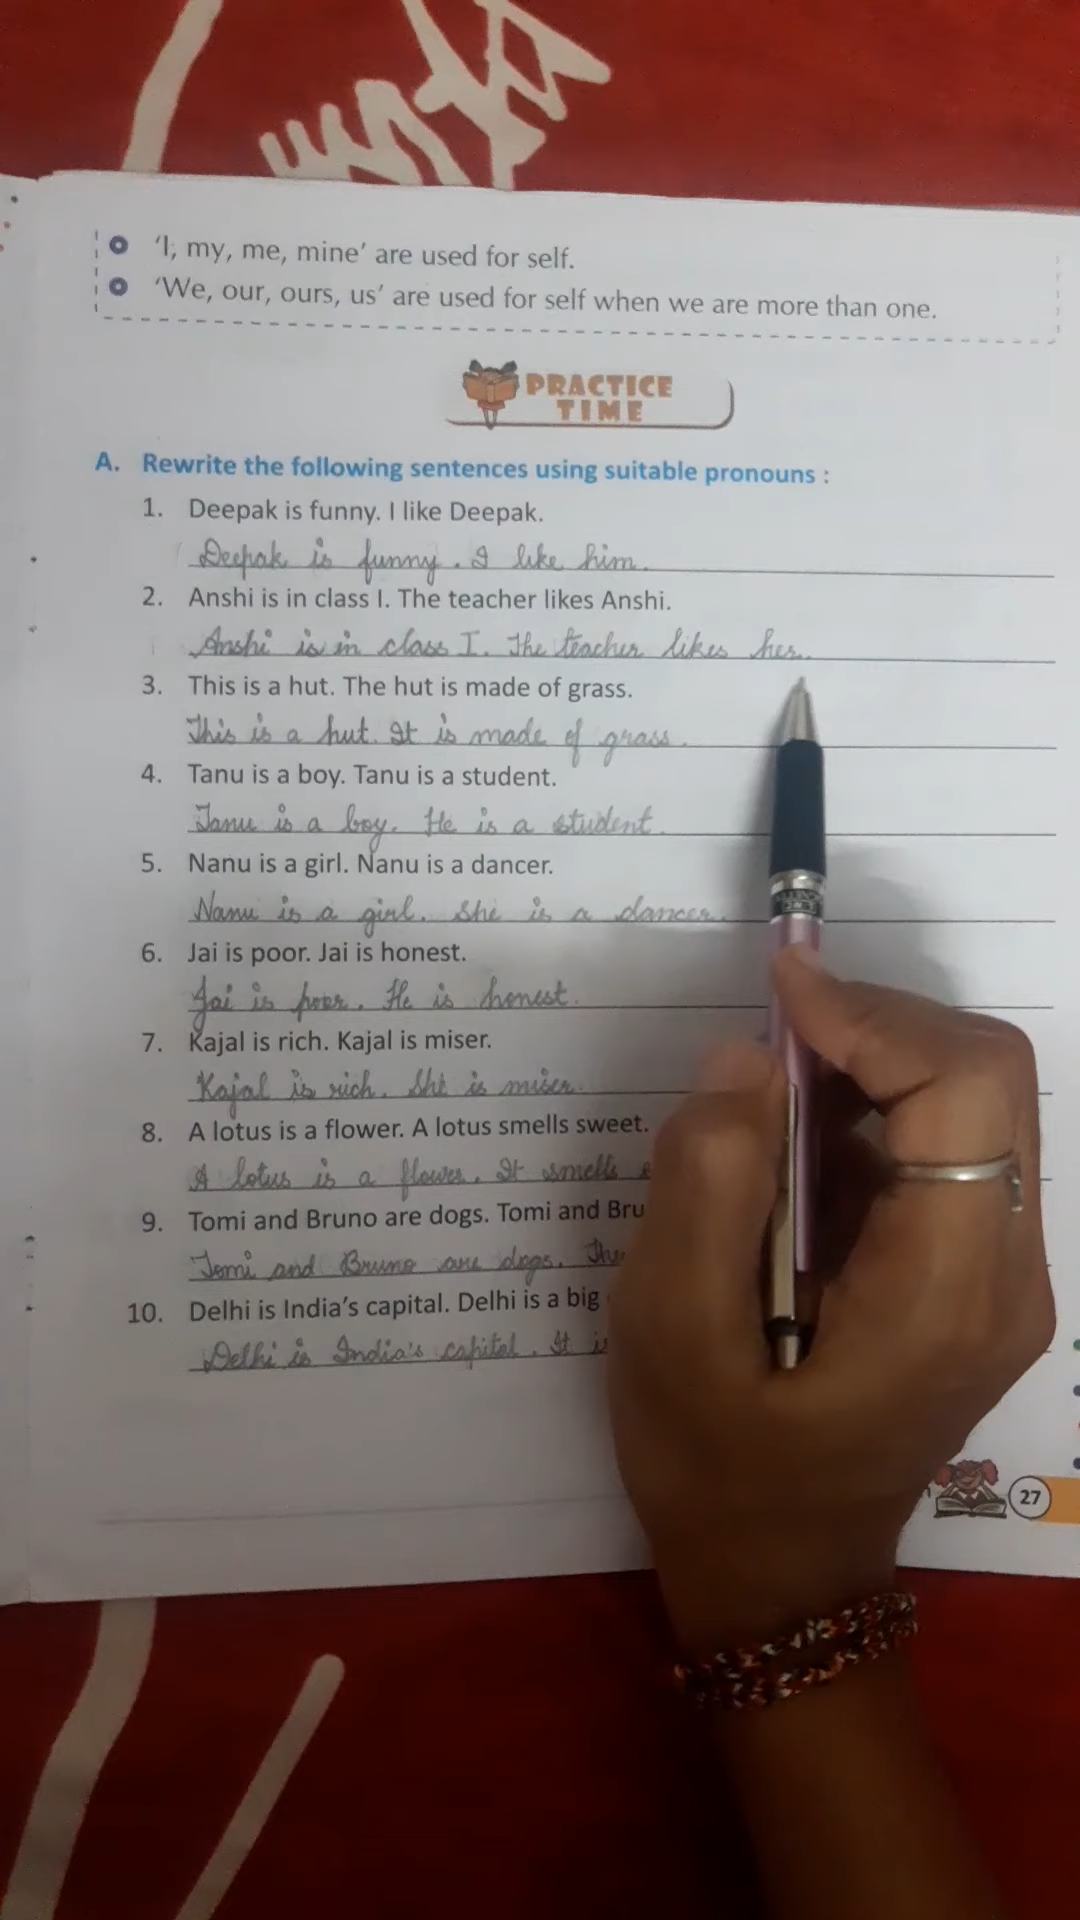 'I, my, me, mine' are used for self.
'We, our, ours, us' are used for self when we are more than one.
PRACTICE
TIME
A. Rewrite the following sentences using suitable pronouns :
1. Deepak is funny. I like Deepak.
Deepak is funny. I like him.
2. Anshi is in class I. The teacher likes Anshi.
Anshi is in class I. The teacher likes her.
3. This is a hut. The hut is made of grass.
This is a hut. It is made of grass.
4. Tanu is a boy. Tanu is a student.
Tanu is a boy. He is a student.
5. Nanu is a girl. Nanu is a dancer.
Nanu is a girl. She is a dancer.
6. Jai is poor. Jai is honest.
Jai is poor. He is honest.
7. Kajal is rich. Kajal is miser.
Kajal is rich. She is miser.
8. A lotus is a flower. A lotus smells sweet.
A lotus is a flower. It smells
9. Tomi and Bruno are dogs. Tomi and Bru
Tomi and Bruno are dogs. The
10. Delhi is India's capital. Delhi is a big
Delhi is India's capital. It is
27